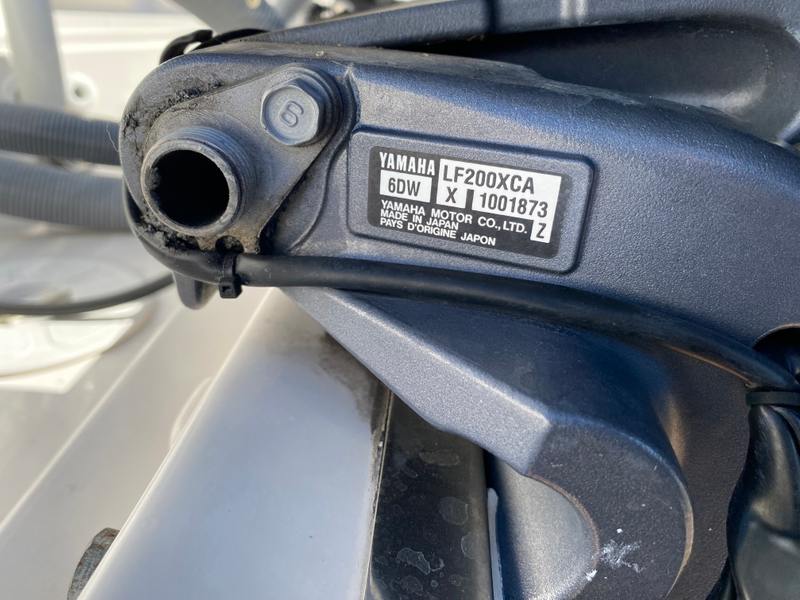 6
YAMAHA LF200XCA
6DW X 1001873
YAMAHA MOTOR CO., LTD. Z
MADE IN JAPAN
PAYS D'ORIGINE JAPON